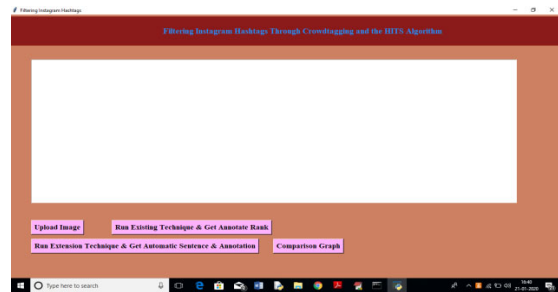 Filtering Instagram Hashtags
Filtering Instagram Hashtags Through Crowdtagging and the HITS Algorithm
Upload Image
Run Existing Technique & Get Annotate Rank
Run Extension Technique & Get Automatic Sentence & Annotation
Comparison Graph
Type here to search
16:40
21-01-2020